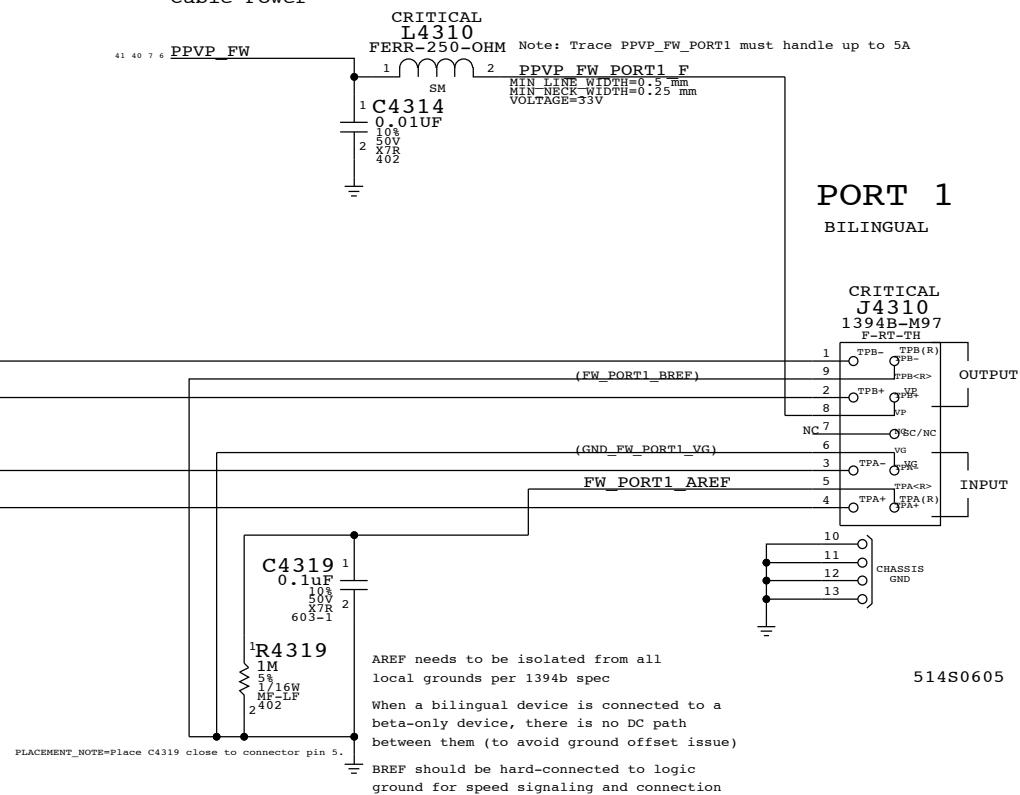 Cable Power
CRITICAL
L4310
FERR-250-OHM
Note: Trace PPVP_FW_PORT1 must handle up to 5A
41 40 7 6 PPVP_FW
1 2
SM
PPVP_FW_PORT1_F
MIN_LINE_WIDTH=0.5 mm
MIN_NECK_WIDTH=0.25 mm
VOLTAGE=33V
1 C4314
0.01UF
10%
50V
2 X7R
402
PORT 1
BILINGUAL
CRITICAL
J4310
1394B-M97
F-RT-TH
1 TPB- TPB(R)
TPB-
9 (FW_PORT1_BREF) TPB<R>
OUTPUT
2 TPB+ VP
TPB+
8 VP
NC 7 NC SC/NC
6 (GND_FW_PORT1_VG) VG
3 TPA- VG
TPA-
5 FW_PORT1_AREF TPA<R>
INPUT
4 TPA+ TPA(R)
TPA+
10
11
12
13
CHASSIS
GND
C4319 1
0.1uF
10%
50V
X7R 2
603-1
1 R4319
1M
5%
1/16W
MF-LF
2 402
AREF needs to be isolated from all
local grounds per 1394b spec
514S0605
When a bilingual device is connected to a
beta-only device, there is no DC path
between them (to avoid ground offset issue)
PLACEMENT_NOTE=Place C4319 close to connector pin 5.
BREF should be hard-connected to logic
ground for speed signaling and connection